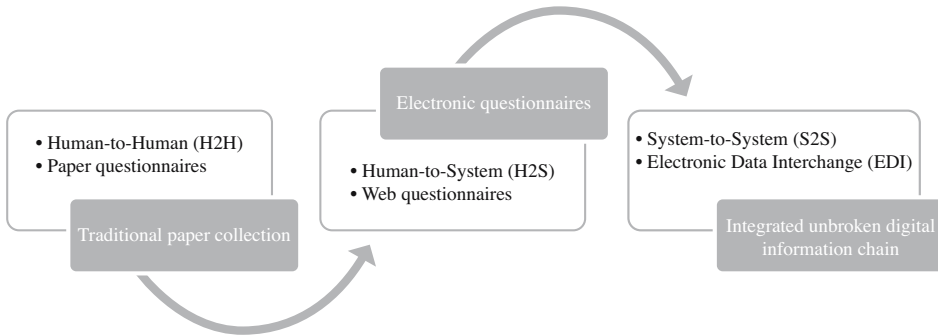 • Human-to-Human (H2H)
• Paper questionnaires
Traditional paper collection
Electronic questionnaires
• Human-to-System (H2S)
• Web questionnaires
• System-to-System (S2S)
• Electronic Data Interchange (EDI)
Integrated unbroken digital
information chain